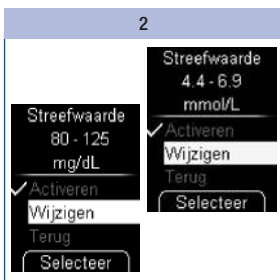 2
Streefwaarde
80 - 125
mg/dL
Activeren
Wijzigen
Terug
Selecteer
Streefwaarde
4.4 - 6.9
mmol/L
Activeren
Wijzigen
Terug
Selecteer